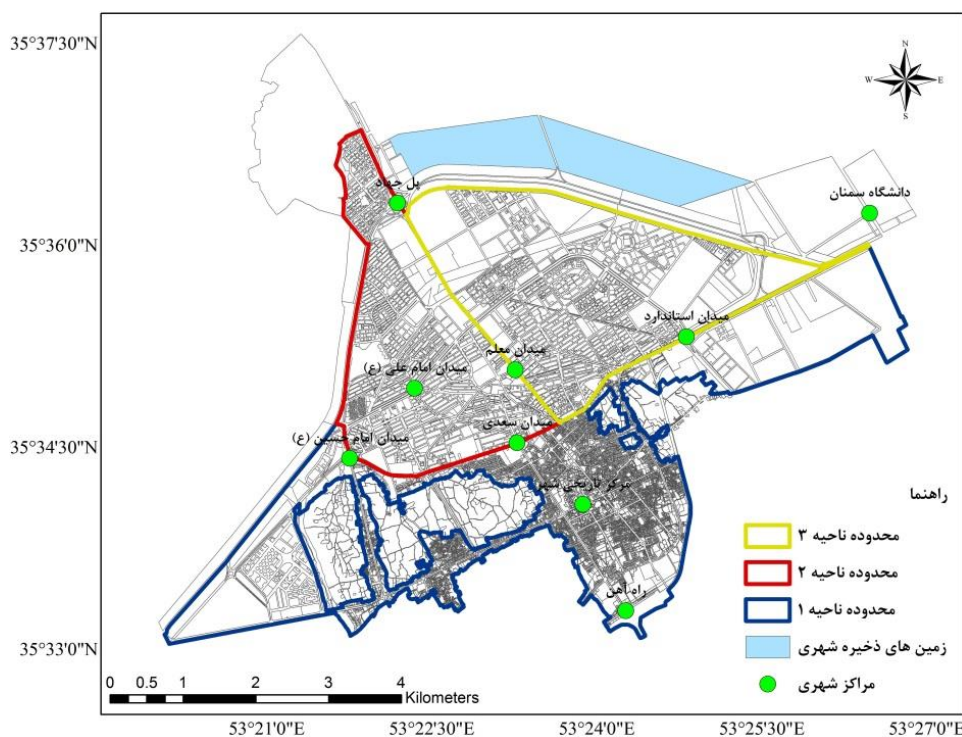 35°37'30"N
35°36'0"N
35°34'30"N
35°33'0"N
N
W E
S
پل جهاد
دانشگاه سمنان
میدان استاندارد
میدان معلم
میدان امام علی (ع)
میدان سعدی
میدان امام حسین (ع)
مرکز تاریخی شهر
راه آهن
راهنما
محدوده ناحیه ۳
محدوده ناحیه ۲
محدوده ناحیه ۱
زمین های ذخیره شهری
مراکز شهری
0 0.5 1 2 3 4
Kilometers
53°21'0"E 53°22'30"E 53°24'0"E 53°25'30"E 53°27'0"E